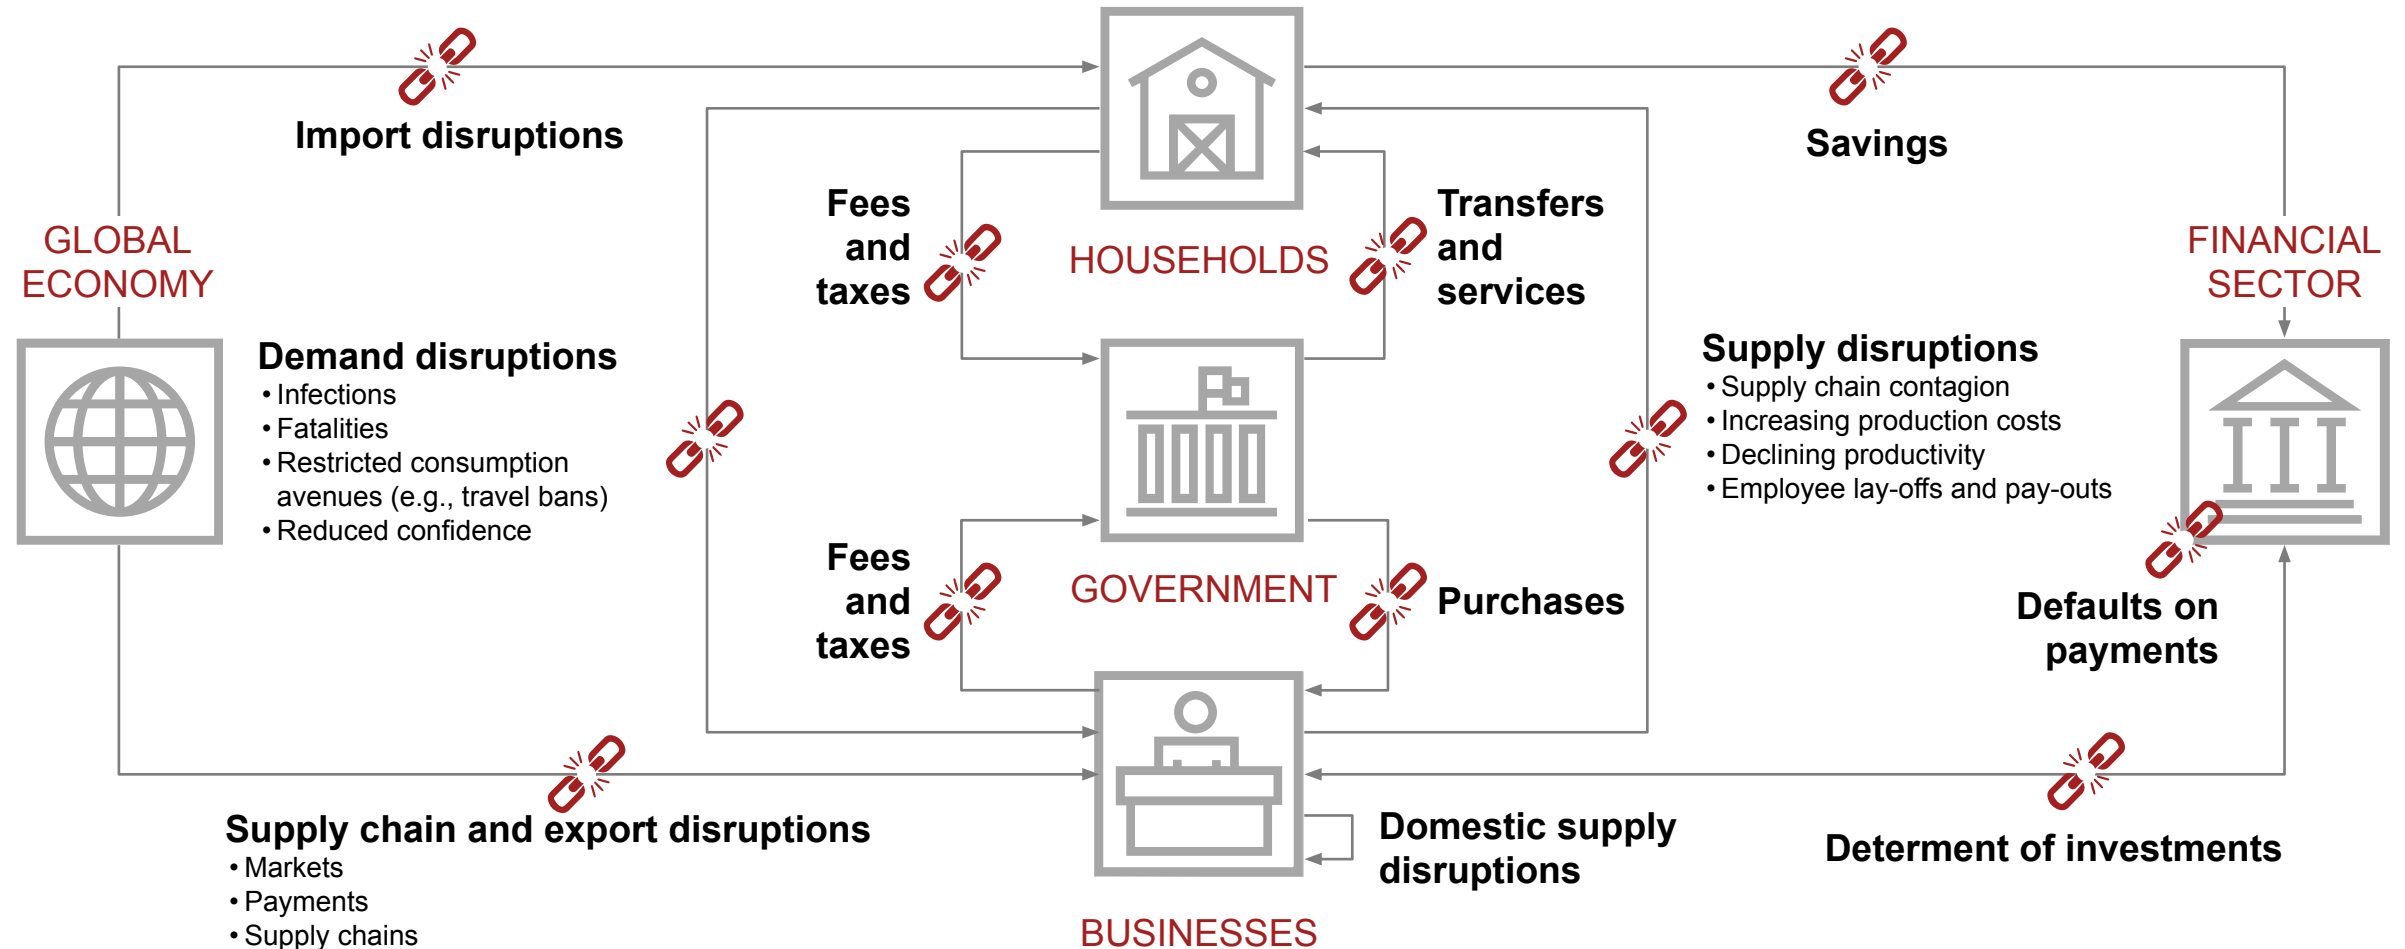 Import disruptions
Savings
Fees
and
taxes
Transfers
and
services
GLOBAL
ECONOMY
HOUSEHOLDS
FINANCIAL
SECTOR
Demand disruptions
• Infections
• Fatalities
• Restricted consumption
avenues (e.g., travel bans)
• Reduced confidence
Supply disruptions
• Supply chain contagion
• Increasing production costs
• Declining productivity
• Employee lay-offs and pay-outs
Fees
and
taxes
GOVERNMENT
Purchases
Defaults on
payments
Supply chain and export disruptions
• Markets
• Payments
• Supply chains
Domestic supply
disruptions
Determent of investments
BUSINESSES